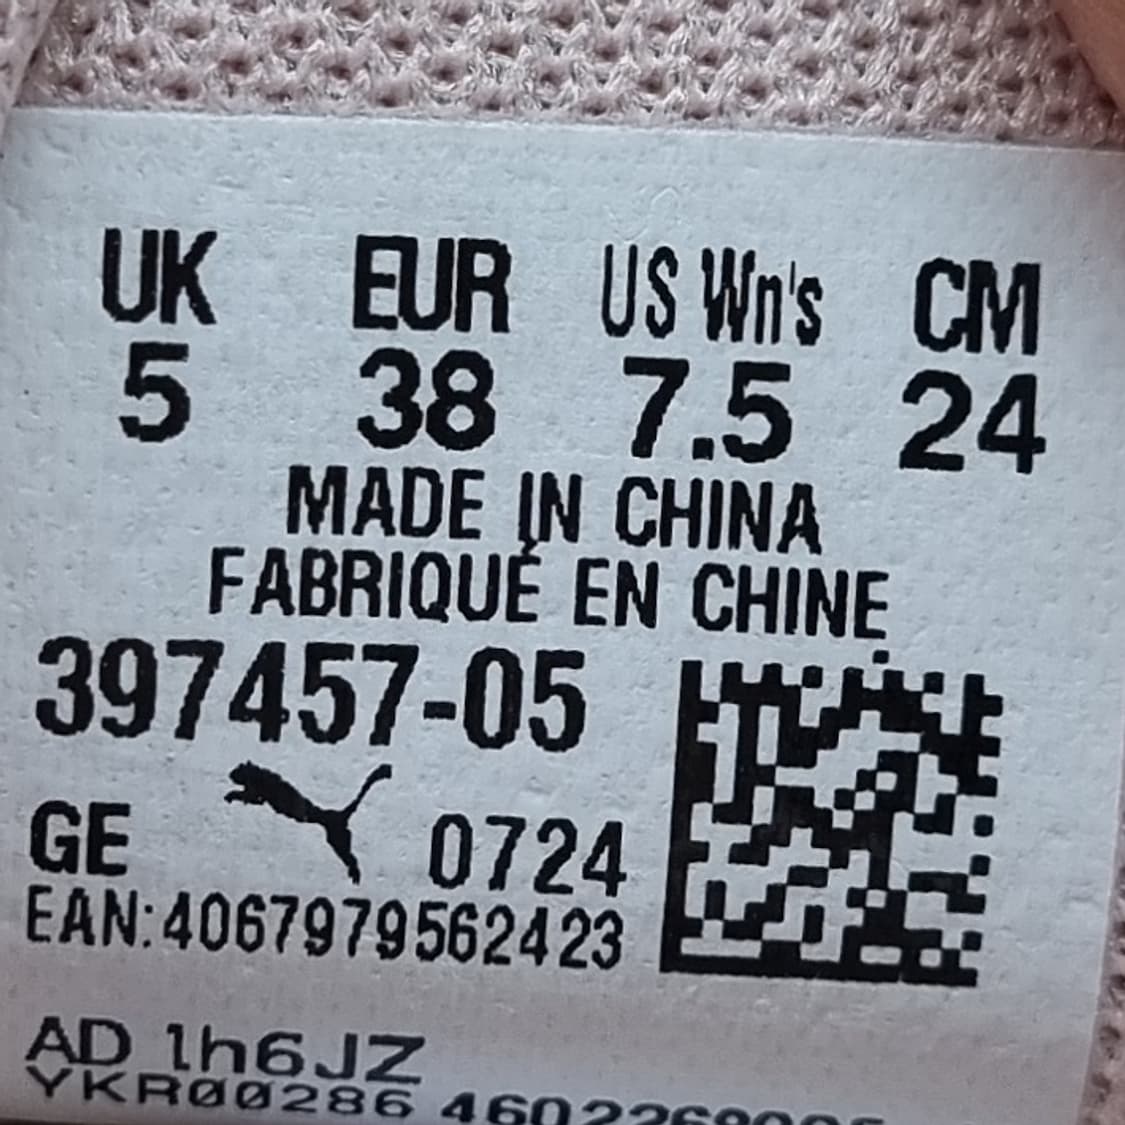 UK EUR US Wn's CM
5 38 7.5 24
MADE IN CHINA
FABRIQUÉ EN CHINE
397457-05
GE 0724
EAN:4067979562423
AD 1h6JZ
YKR00286